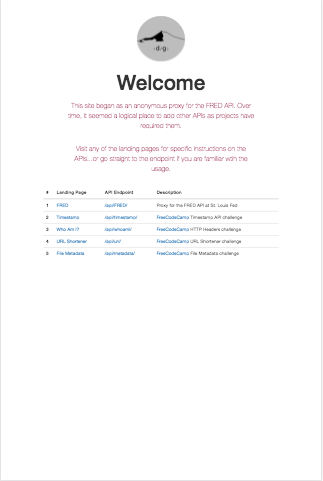 ·d·g·
Welcome
This site began as an anonymous proxy for the FRED API. Over
time, it seemed a logical place to add other APIs as projects have
required them.
Visit any of the landing pages for specific instructions on the
APIs...or go straight to the endpoint if you are familiar with the
usage.
# Landing Page API Endpoint Description
1 FRED /api/FRED/ Proxy for the FRED API at St. Louis Fed
2 Timestamp /api/timestamp/ FreeCodeCamp Timestamp API challenge
3 Who Am I? /api/whoami/ FreeCodeCamp HTTP Headers challenge
4 URL Shortener /api/url/ FreeCodeCamp URL Shortener challenge
5 File Metadata /api/metadata/ FreeCodeCamp File Metadata challenge